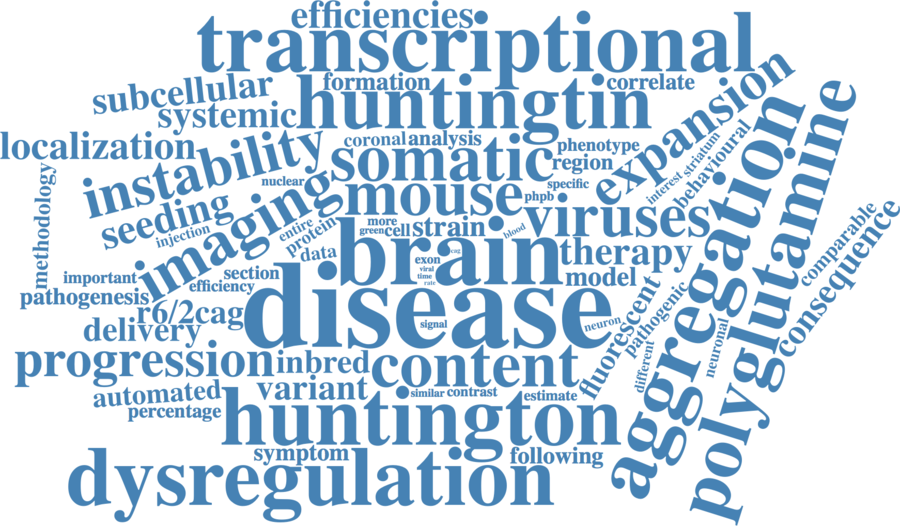 efficiencies
transcriptional
subcellular
formation
correlate
systemic
huntingtin
expansion
localization
coronal
analysis
phenotype
instability
somatic
region
interest
striatum
behavioural
aggregation
polyglutamine
nuclear
imaging
mouse
specific
phpb
methodology
seeding
injection
entire
protein
more
green
cell
strain
blood
viruses
comparable
consequence
data
brain
cag
exon
viral
time
rate
therapy
model
important
section
efficiency
pathogenesis
r6/2cag
disease
signal
neuron
fluorescent
pathogenic
different
neuronal
delivery
progression
inbred
content
automated
variant
similar
contrast
estimate
percentage
huntington
symptom
following
dysregulation